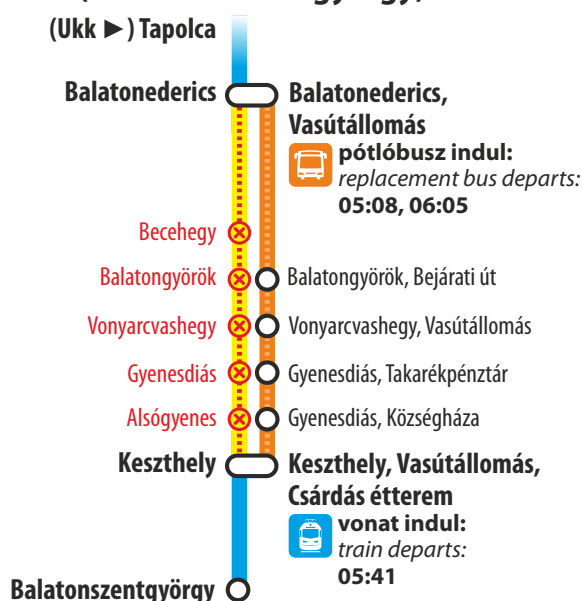 (Ukk ►) Tapolca
Balatonederics
Balatonederics,
Vasútállomás
pótlóbusz indul:
replacement bus departs:
05:08, 06:05
Becehegy
Balatongyörök
Balatongyörök, Bejárati út
Vonyarcvashegy
Vonyarcvashegy, Vasútállomás
Gyenesdiás
Gyenesdiás, Takarékpénztár
Alsógyenes
Gyenesdiás, Községháza
Keszthely
Keszthely, Vasútállomás,
Csárdás étterem
vonat indul:
train departs:
05:41
Balatonszentgyörgy